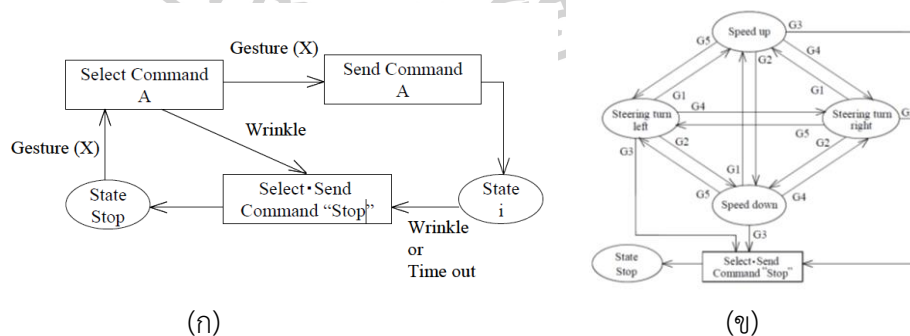 Gesture (X)
Select Command
A
Send Command
A
Wrinkle
Gesture (X)
State
Stop
Select・Send
Command “Stop”
State
i
Wrinkle
or
Time out
(ก)
Speed up
G3
G5
G4
G2
G1
G1
Steering turn
left
G4
Steering turn
right
G
G5
G3
G2
G2
G1
G5
G4
Speed down
G3
State
Stop
Select・Send
Command “Stop”
(ข)